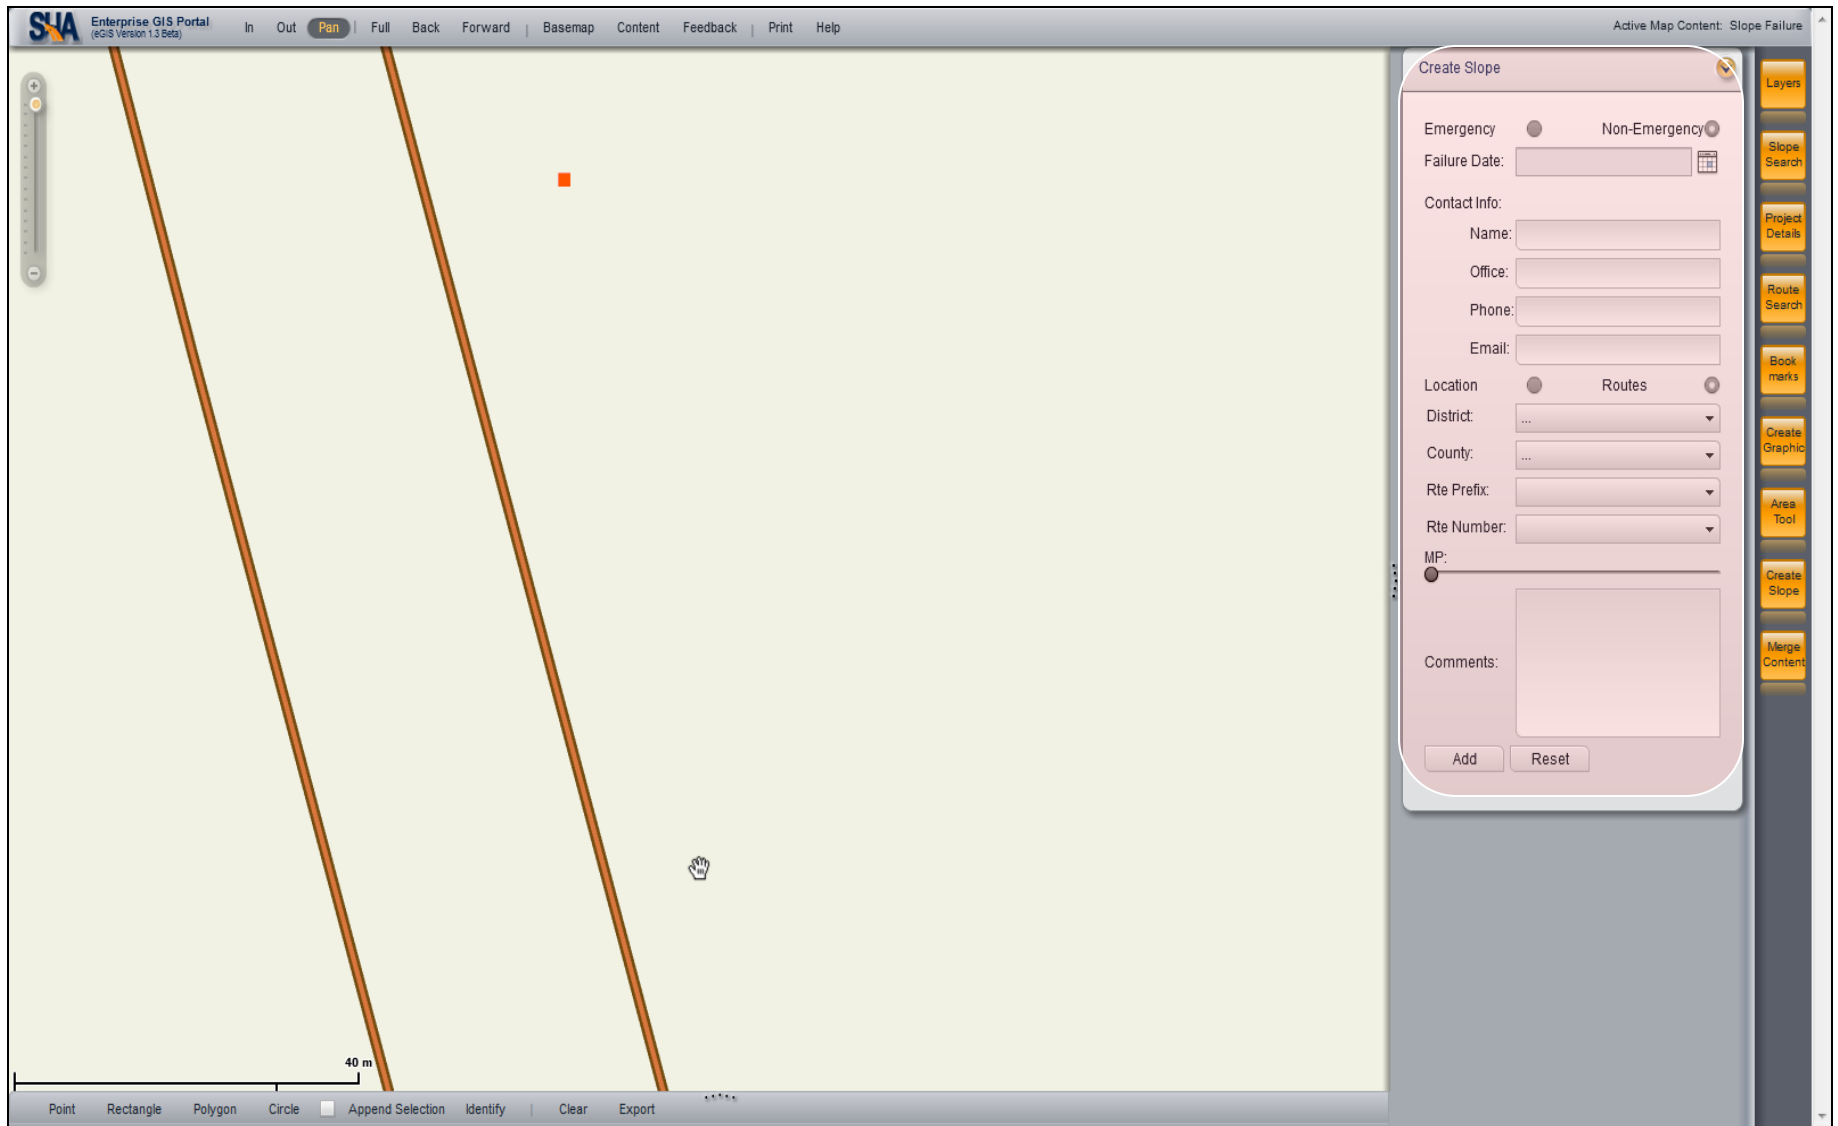 SHA
Enterprise GIS Portal
(eGIS Version 1.3 Beta)
In Out Pan | Full Back Forward | Basemap Content Feedback | Print Help
Active Map Content: Slope Failure
Create Slope
Emergency Non-Emergency
Failure Date:
Contact Info:
Name:
Office:
Phone:
Email:
Location Routes
District: ...
County: ...
Rte Prefix:
Rte Number:
MP:
Comments:
Add Reset
Layers
Slope
Search
Project
Details
Route
Search
Book
marks
Create
Graphic
Area
Tool
Create
Slope
Merge
Content
40 m
Point Rectangle Polygon Circle Append Selection Identify | Clear Export